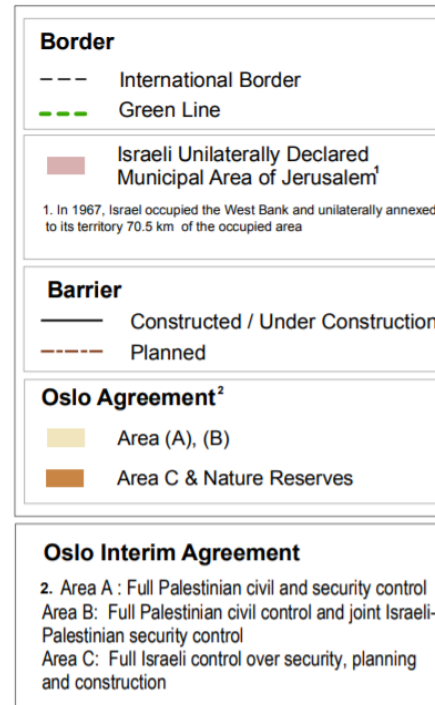 Border
International Border
Green Line
Israeli Unilaterally Declared
Municipal Area of Jerusalem¹
1. In 1967, Israel occupied the West Bank and unilaterally annexed
to its territory 70.5 km of the occupied area
Barrier
Constructed / Under Construction
Planned
Oslo Agreement²
Area (A), (B)
Area C & Nature Reserves
Oslo Interim Agreement
2. Area A : Full Palestinian civil and security control
Area B: Full Palestinian civil control and joint Israeli-
Palestinian security control
Area C: Full Israeli control over security, planning
and construction